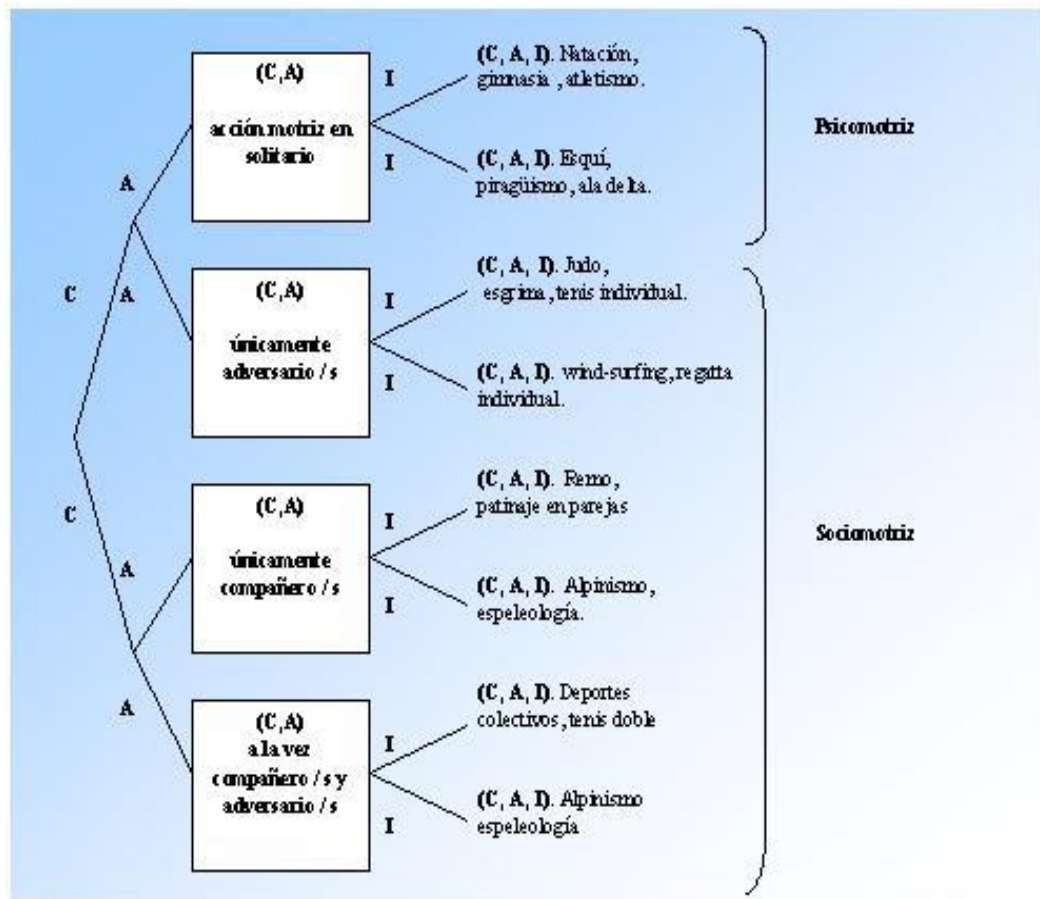 (C,A)
acción motriz en
solitario
I
I
(C, A, I). Natación,
gimnasia , atletismo.
(C, A, I). Esquí,
piragüismo, ala delta.
Psicomotriz
A
C
A
(C,A)
únicamente
adversario / s
I
I
(C, A, I). Judo,
esgrima, tenis individual.
(C, A, I). wind-surfing, regatta
individual.
C
A
A
(C,A)
únicamente
compañero / s
I
I
(C, A, I). Remo,
patinaje en parejas
(C, A, I). Alpinismo,
espeleología.
Sociomotriz
(C,A)
a la vez
compañero / s y
adversario / s
I
I
(C, A, I). Deportes
colectivos, tenis doble
(C, A, I). Alpinismo
espeleología